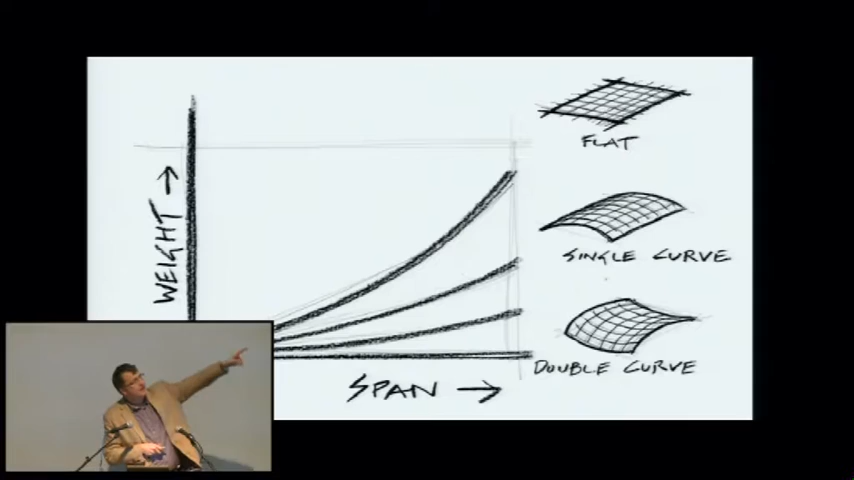 FLAT
WEIGHT →
SINGLE CURVE
DOUBLE CURVE
SPAN →